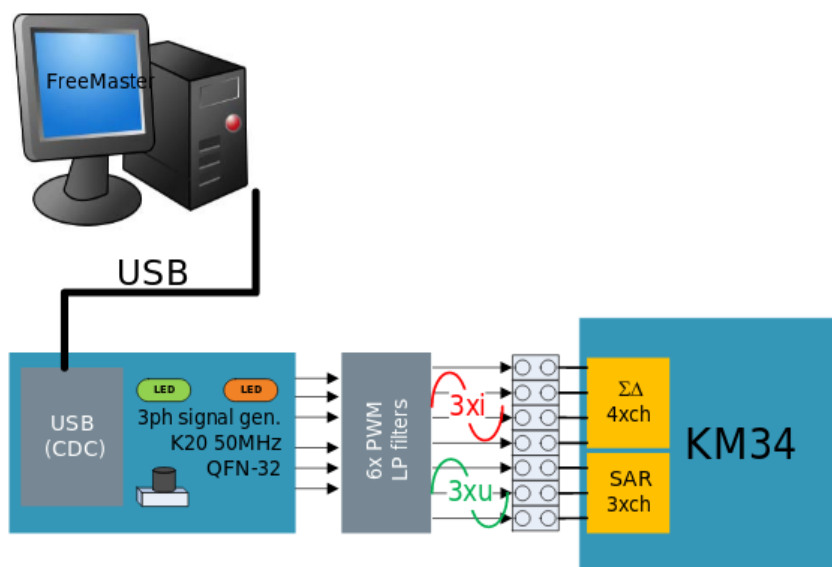 FreeMaster
USB
USB
(CDC)
LED
LED
3ph signal gen.
K20 50MHz
QFN-32
6x PWM
LP filters
3xi
3xu
ΣΔ
4xch
SAR
3xch
KM34